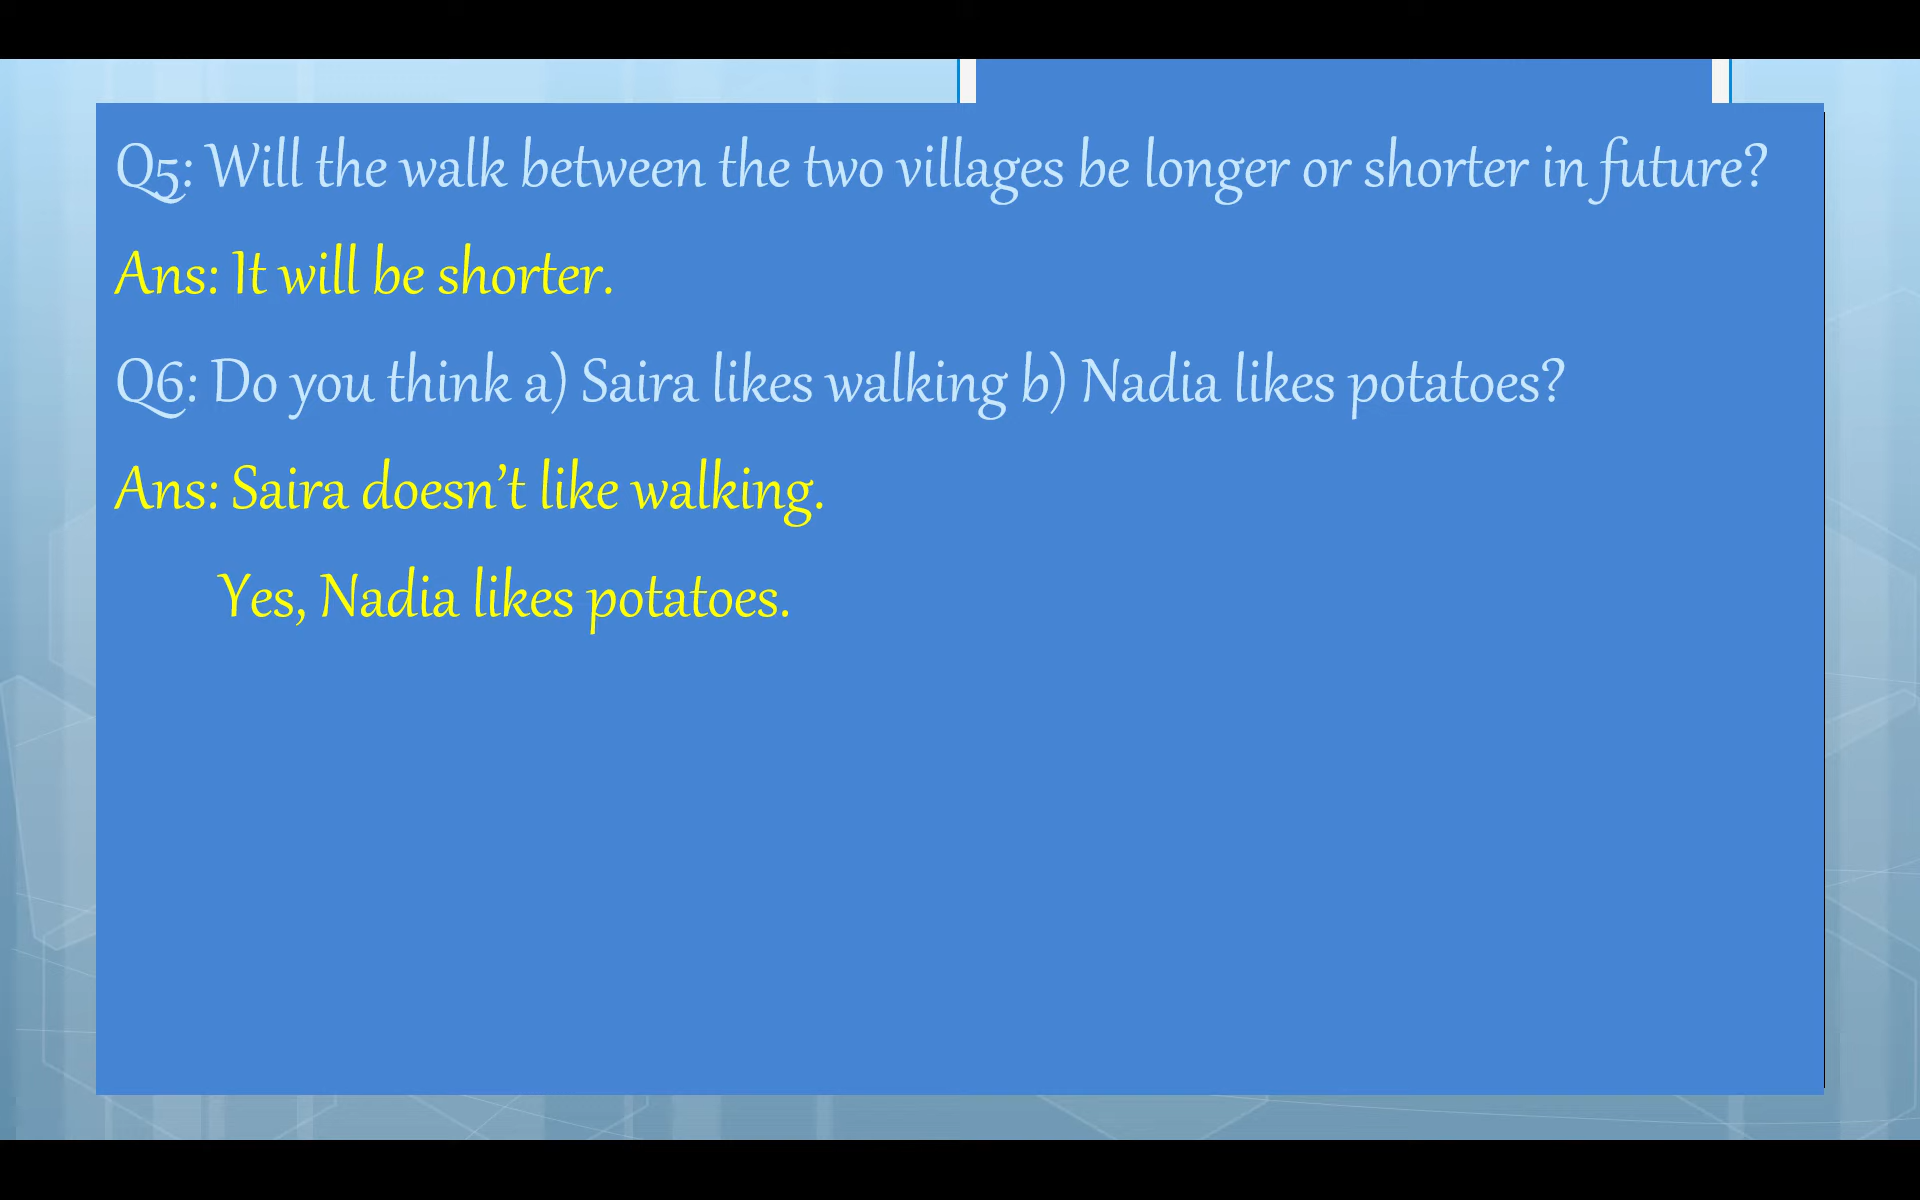 Q5: Will the walk between the two villages be longer or shorter in future?
Ans: It will be shorter.
Q6: Do you think a) Saira likes walking b) Nadia likes potatoes?
Ans: Saira doesn’t like walking.
Yes, Nadia likes potatoes.